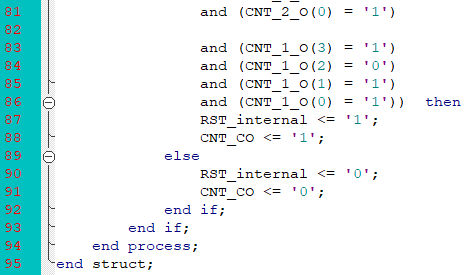 81 and (CNT_2_O(0) = '1')
82
83 and (CNT_1_O(3) = '1')
84 and (CNT_1_O(2) = '0')
85 and (CNT_1_O(1) = '1')
86 and (CNT_1_O(0) = '1')) then
87 RST_internal <= '1';
88 CNT_CO <= '1';
89 else
90 RST_internal <= '0';
91 CNT_CO <= '0';
92 end if;
93 end if;
94 end process;
95 end struct;